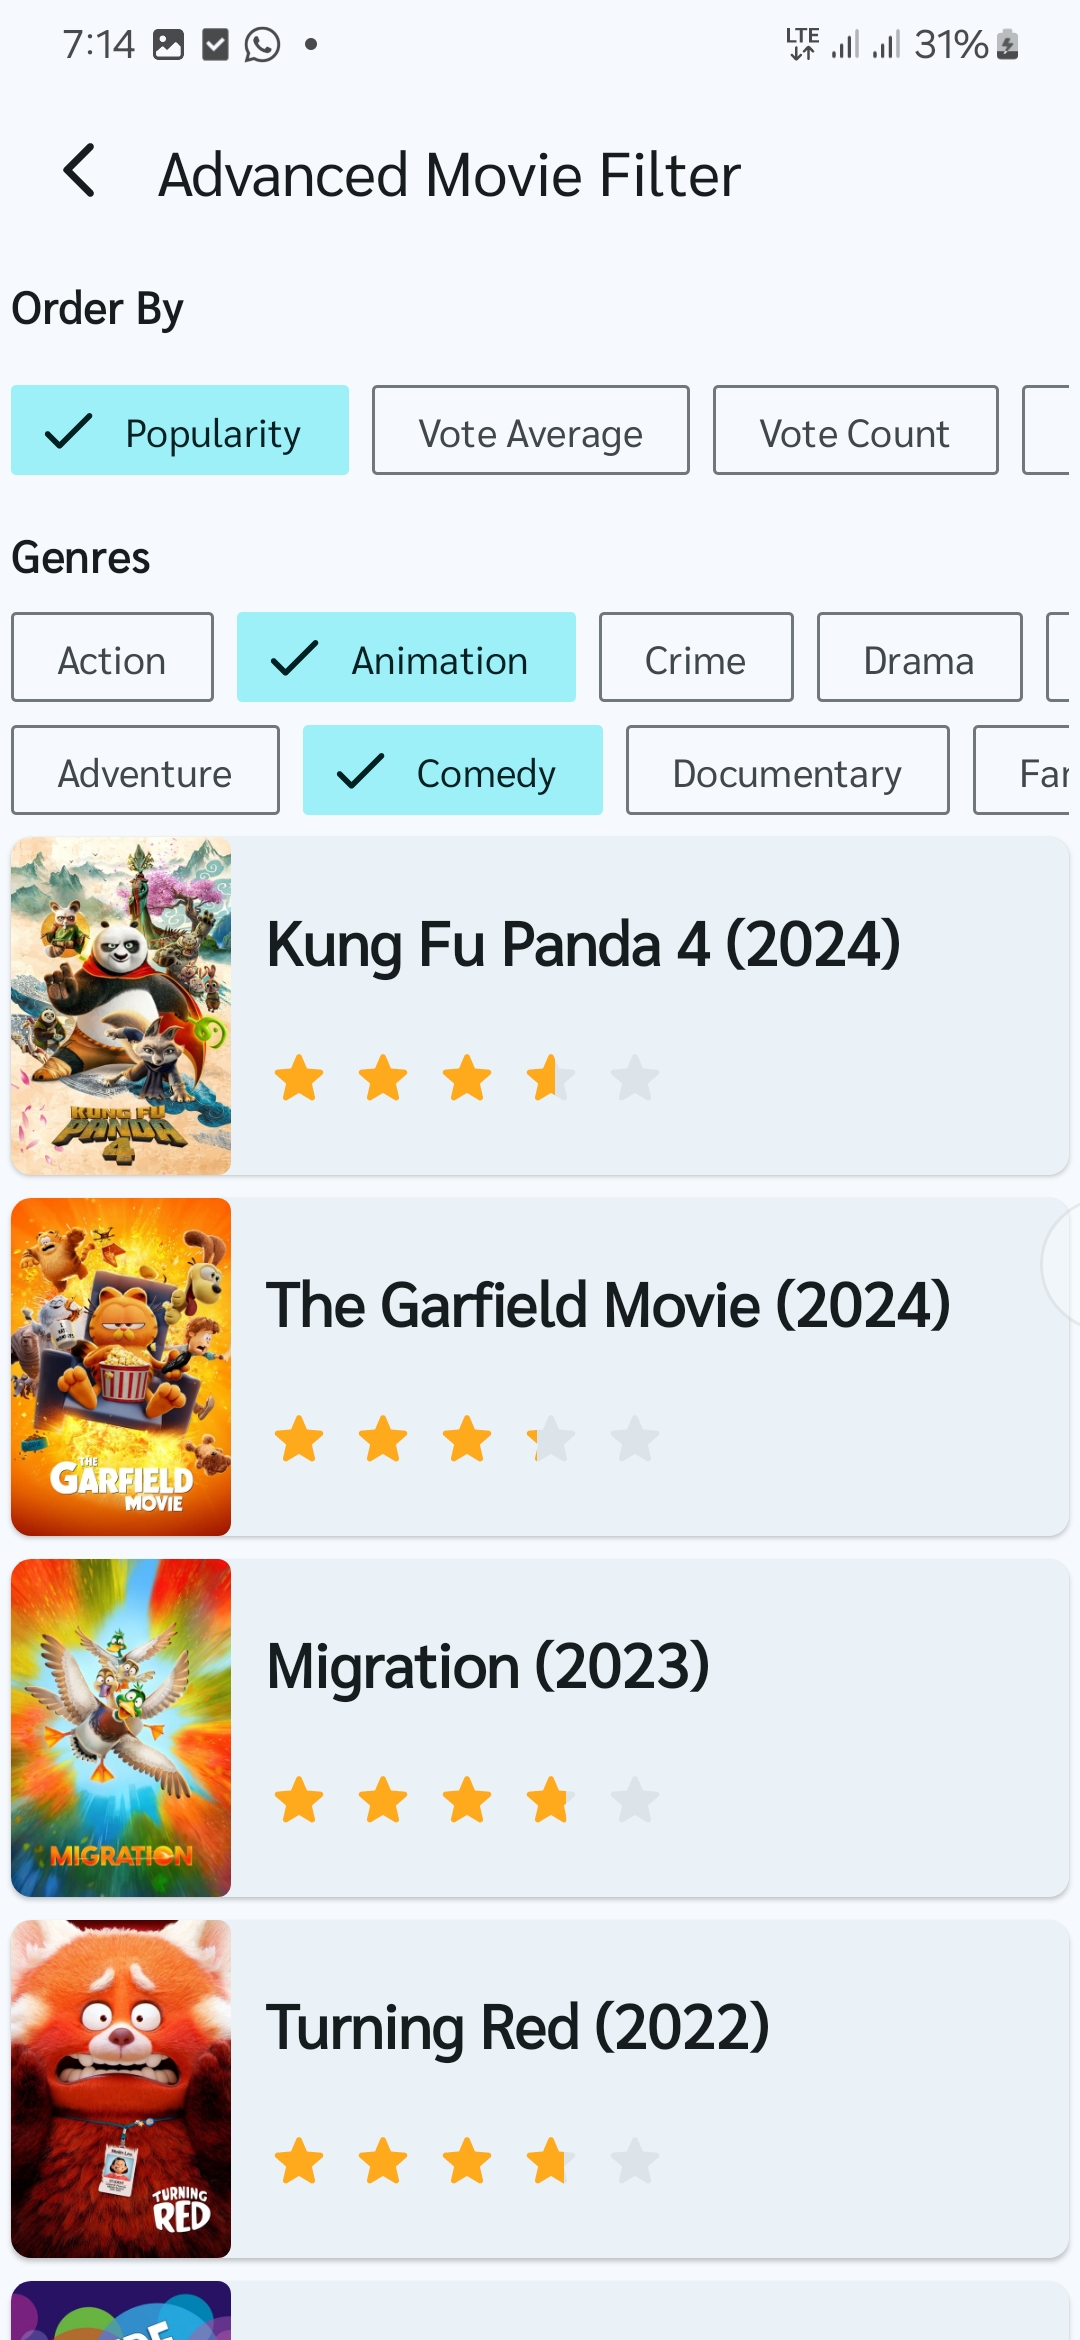 7:14
LTE
31%
Advanced Movie Filter
Order By
Popularity
Vote Average
Vote Count
Genres
Action
Animation
Crime
Drama
Adventure
Comedy
Documentary
KUNG FU
PANDA
4
Kung Fu Panda 4 (2024)
THE
GARFIELD
MOVIE
The Garfield Movie (2024)
MIGRATION
Migration (2023)
TURNING
RED
Turning Red (2022)